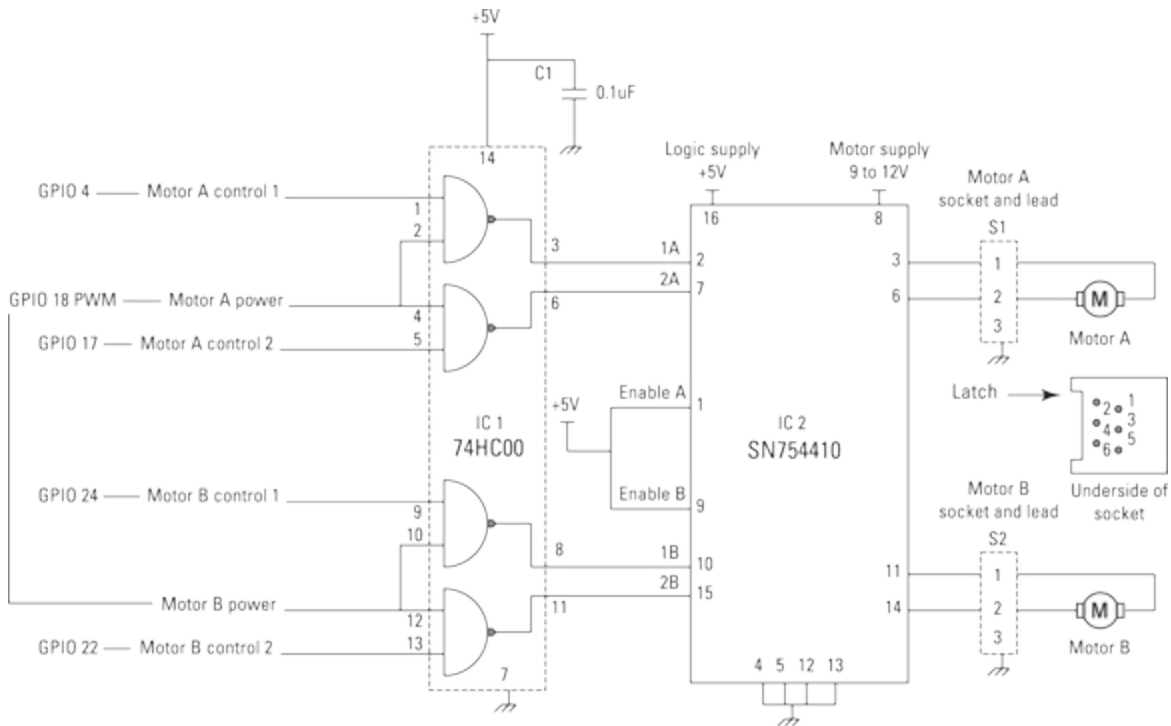 +5V
C1
0.1uF
14
Logic supply
+5V
Motor supply
9 to 12V
Motor A
socket and lead
S1
GPIO 4
Motor A control 1
1
2
3
1A
2
16
8
3
1
GPIO 18 PWM
Motor A power
4
6
2A
7
6
2
M
GPIO 17
Motor A control 2
5
3
Motor A
Enable A
+5V
1
Latch
2
1
4
3
6
5
IC 1
74HC00
IC 2
SN754410
Enable B
9
Underside of
socket
GPIO 24
Motor B control 1
9
10
8
1B
10
Motor B
socket and lead
S2
11
1
Motor B power
12
11
2B
15
14
2
M
GPIO 22
Motor B control 2
13
3
Motor B
7
4
5
12
13